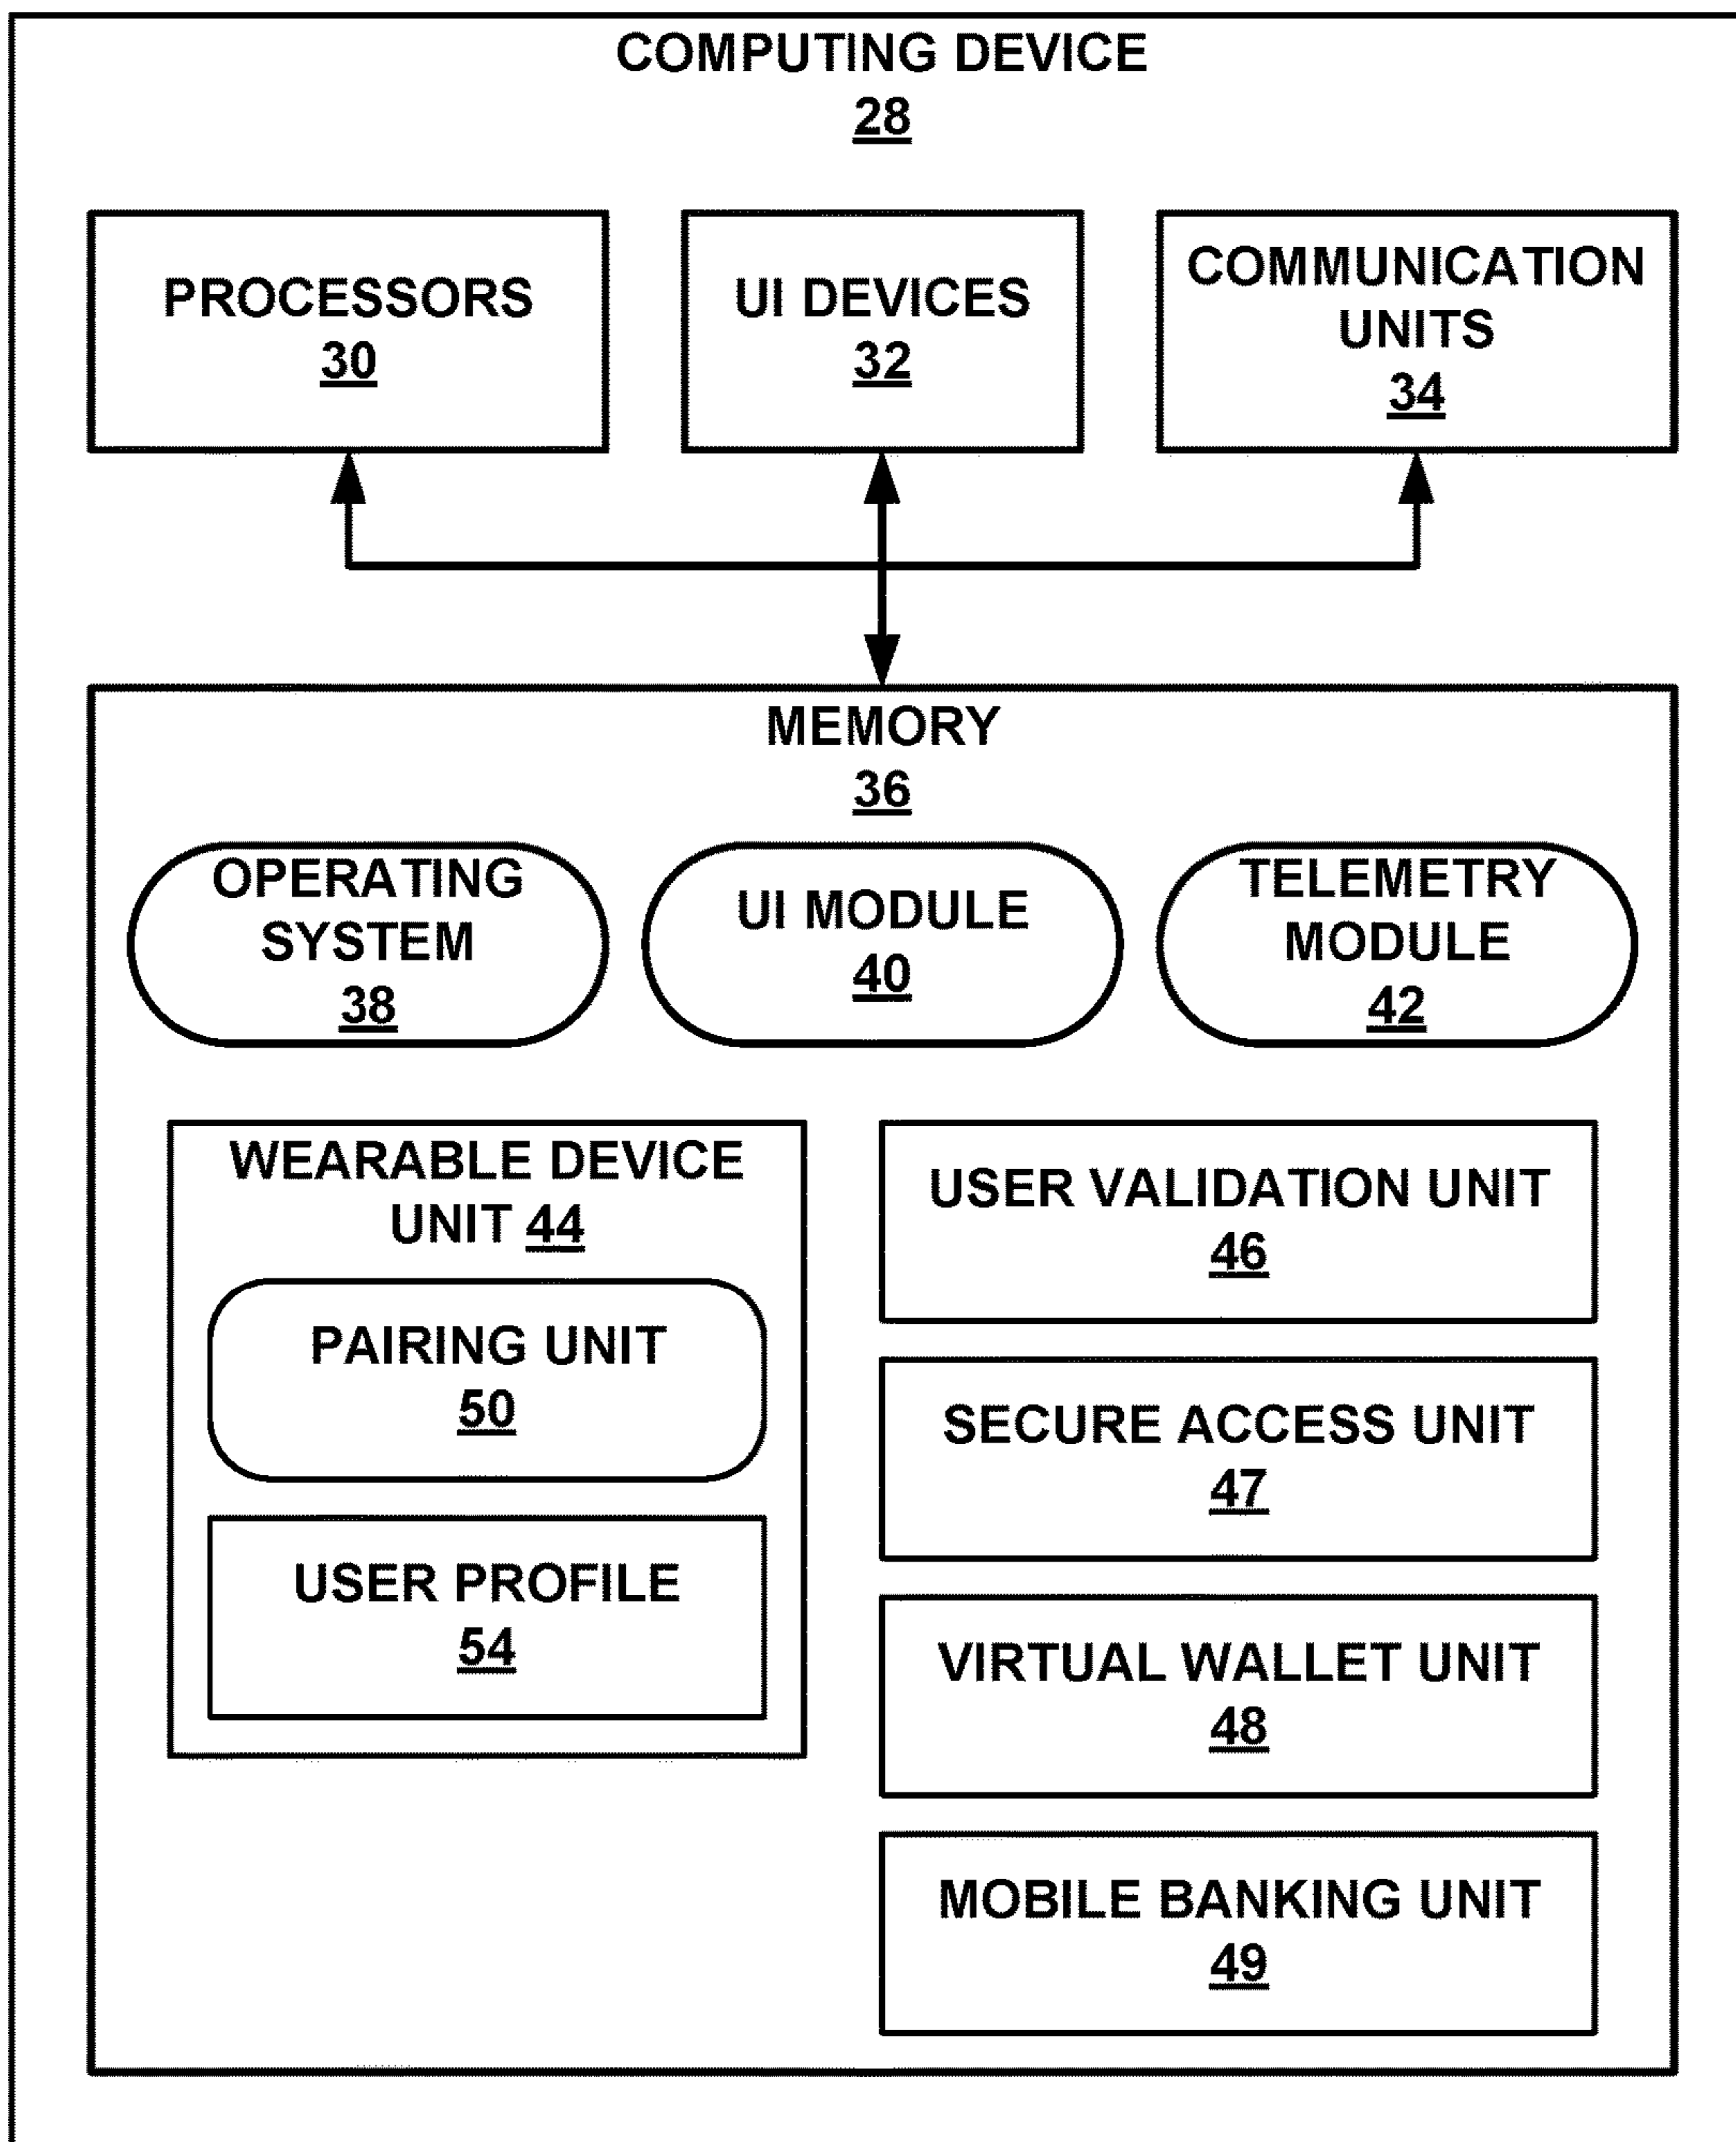 COMPUTING DEVICE
28
PROCESSORS
30
UI DEVICES
32
COMMUNICATION
UNITS
34
MEMORY
36
OPERATING
SYSTEM
38
UI MODULE
40
TELEMETRY
MODULE
42
WEARABLE DEVICE
UNIT 44
PAIRING UNIT
50
USER PROFILE
54
USER VALIDATION UNIT
46
SECURE ACCESS UNIT
47
VIRTUAL WALLET UNIT
48
MOBILE BANKING UNIT
49